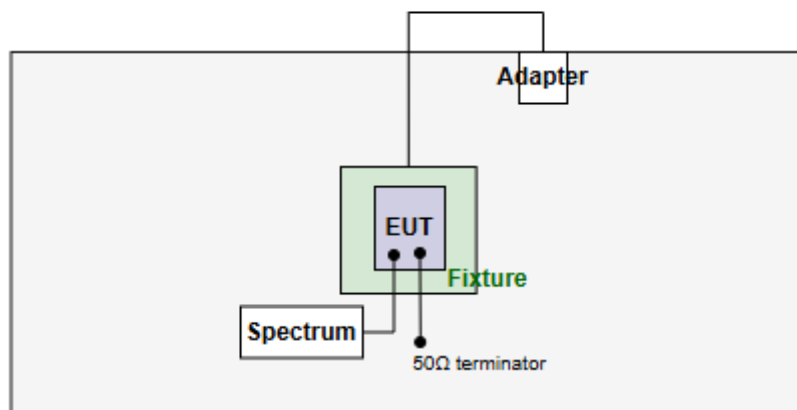 Adapter
EUT
Fixture
Spectrum
50Ω terminator